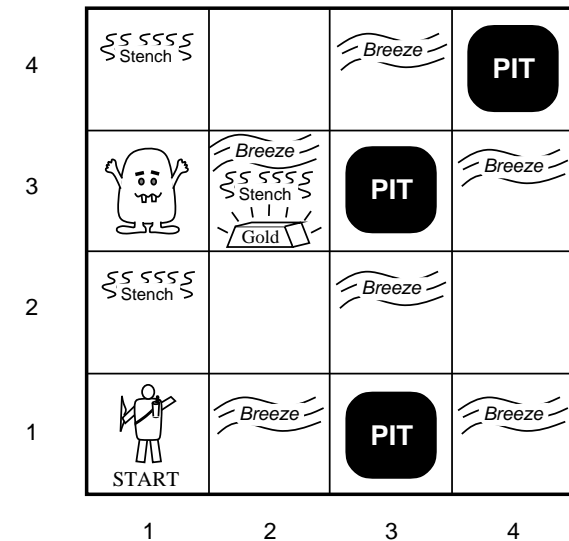 4
Stench
Breeze
PIT
3
Breeze
Stench
Gold
PIT
Breeze
2
Stench
Breeze
1
START
Breeze
PIT
Breeze
1 2 3 4